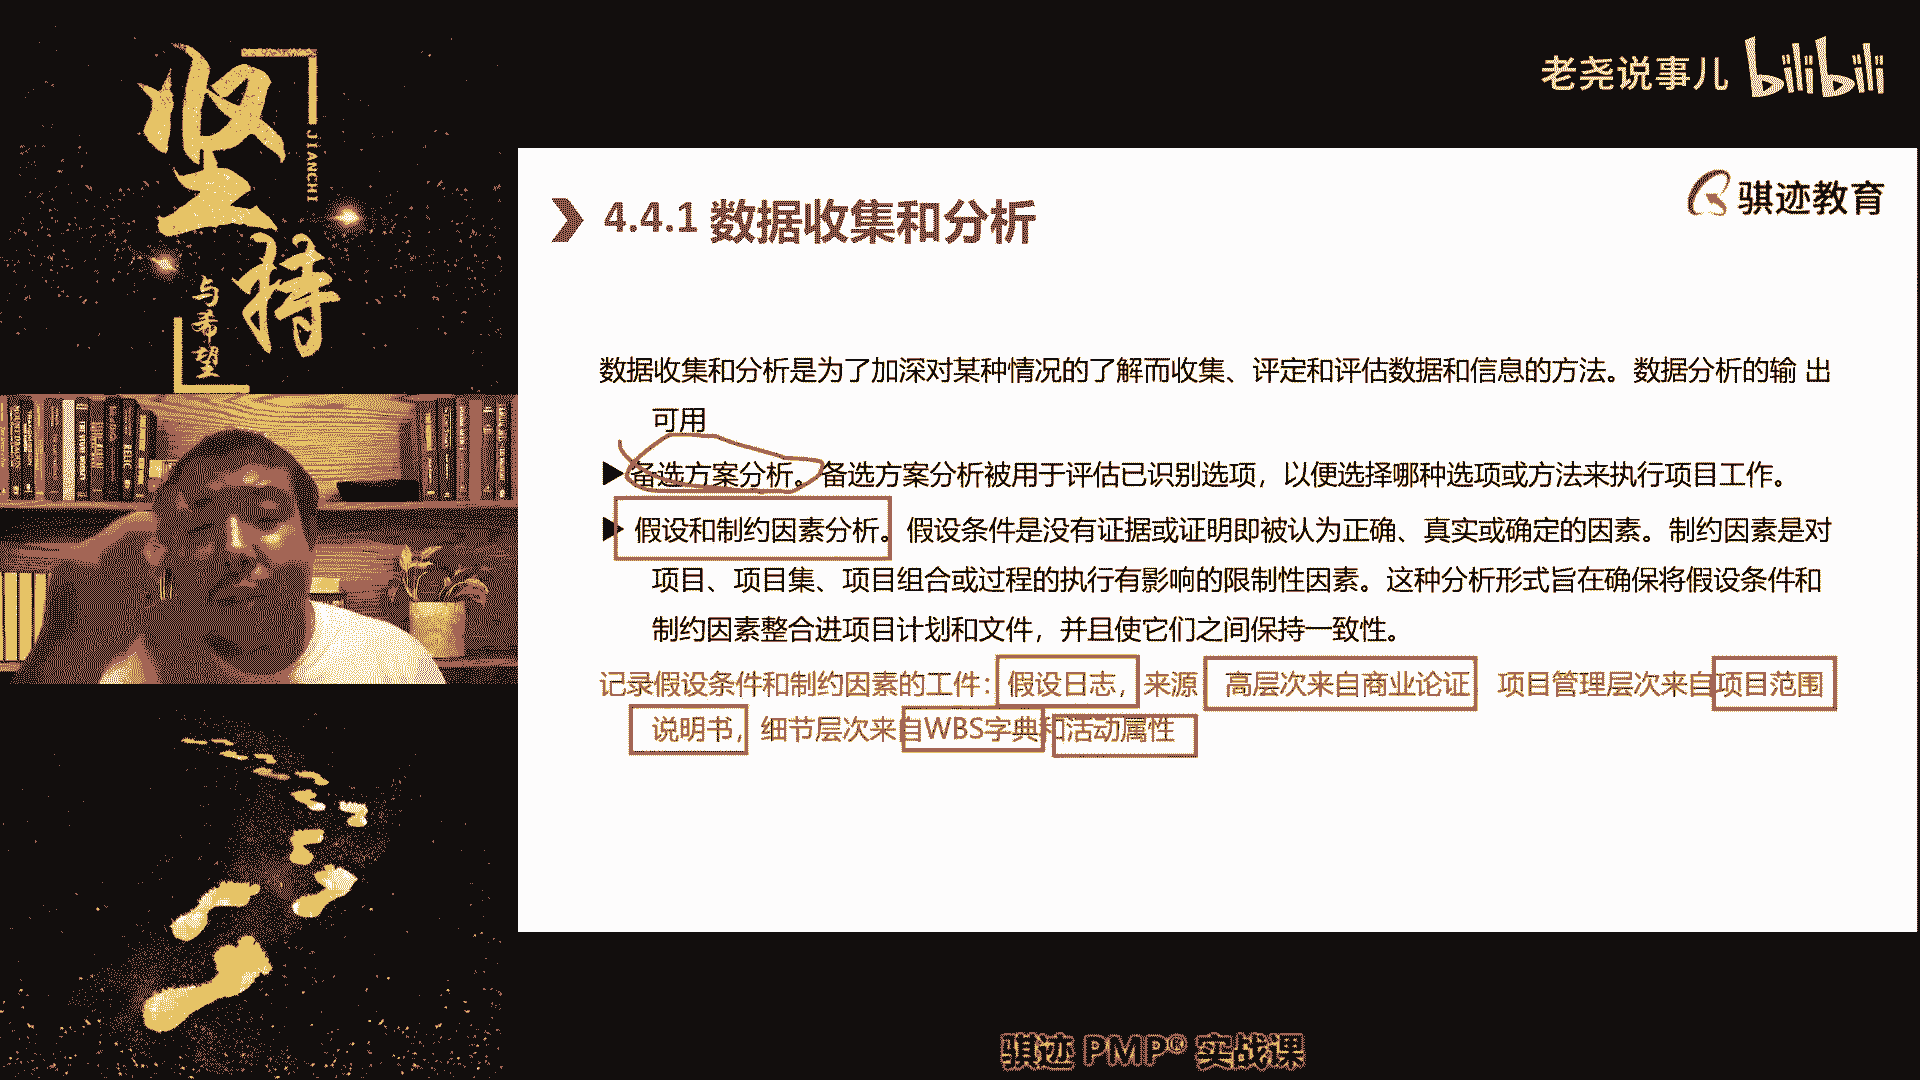 坚持
JIANCHI
与希望
老尧说事儿 bilibili
骐迹教育
4.4.1 数据收集和分析
数据收集和分析是为了加深对某种情况的了解而收集、评定和评估数据和信息的方法。数据分析的输 出
可用
备选方案分析。备选方案分析被用于评估已识别选项，以便选择哪种选项或方法来执行项目工作。
假设和制约因素分析。假设条件是没有证据或证明即被认为正确、真实或确定的因素。制约因素是对
项目、项目集、项目组合或过程的执行有影响的限制性因素。这种分析形式旨在确保将假设条件和
制约因素整合进项目计划和文件，并且使它们之间保持一致性。
记录假设条件和制约因素的工件：假设日志，来源 高层次来自商业论证 项目管理层次来自项目范围
说明书，细节层次来自WBS字典和活动属性
骐迹 PMP® 实战课